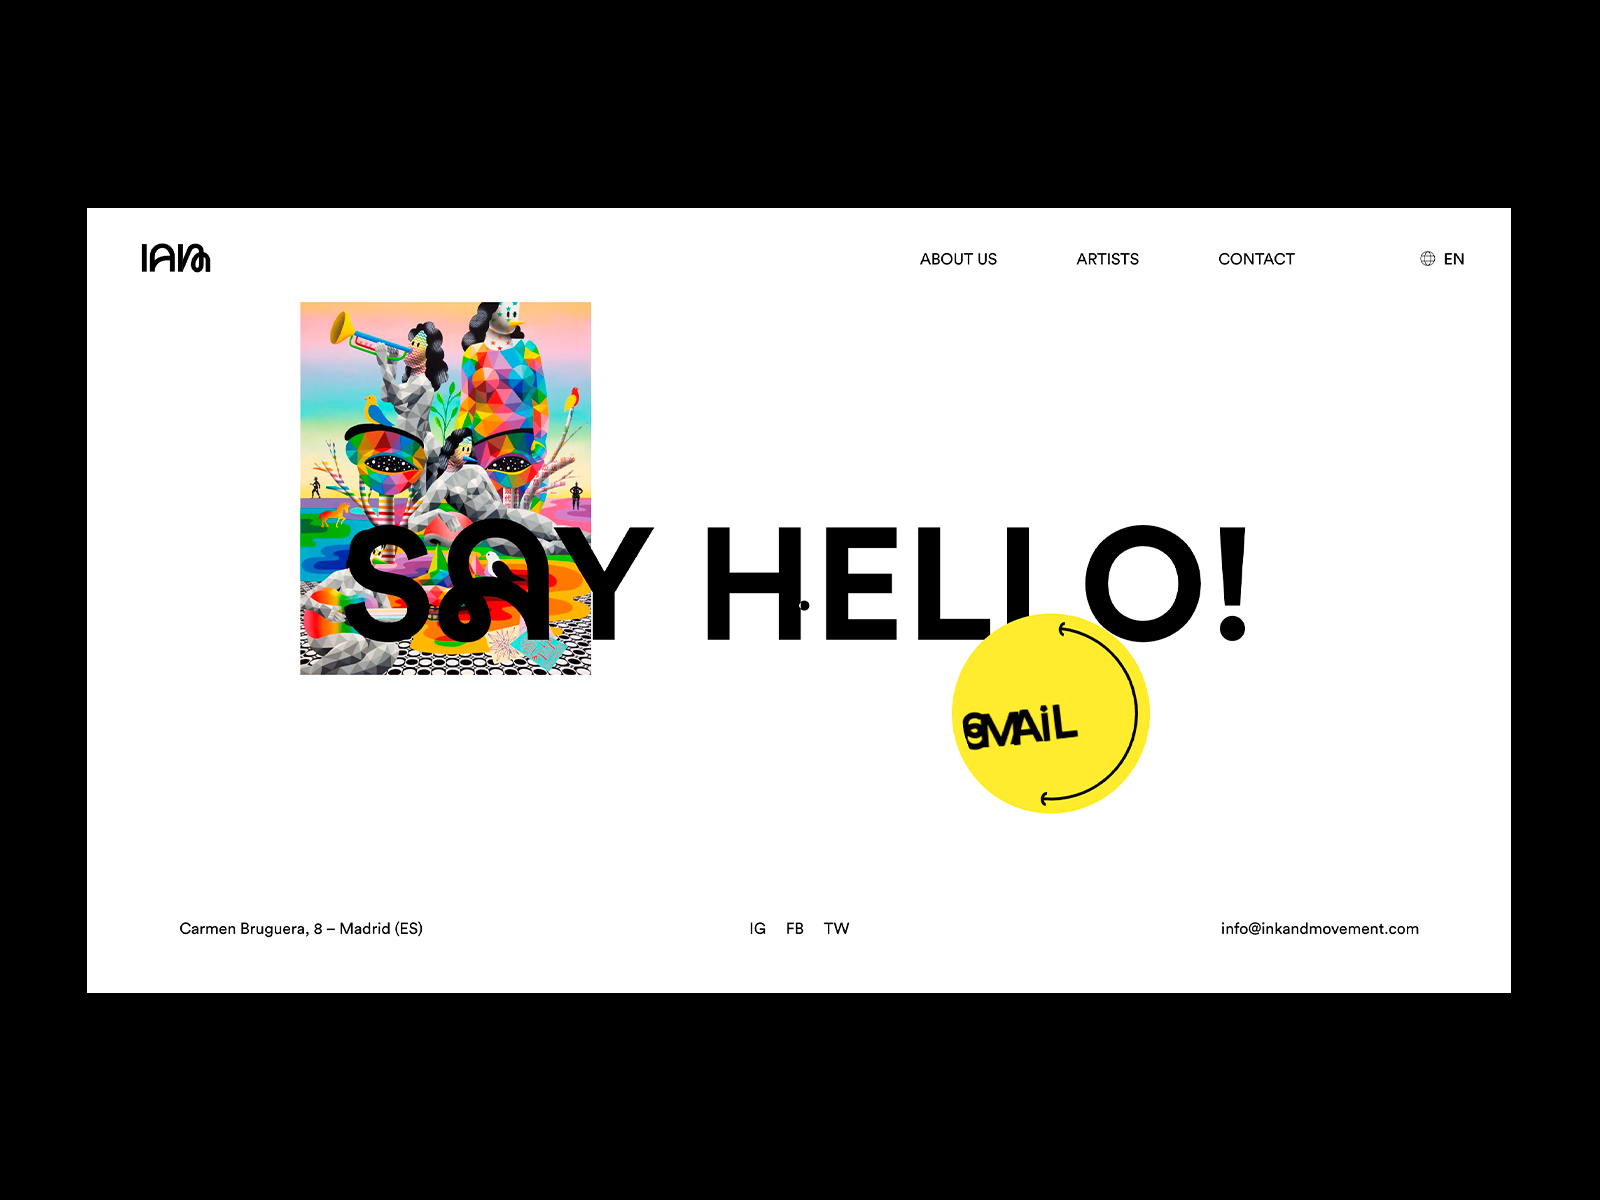 IAM
ABOUT US
ARTISTS
CONTACT
EN
SAY HELLO!
Carmen Bruguera, 8 – Madrid (ES)
IG FB TW
info@inkandmovement.com